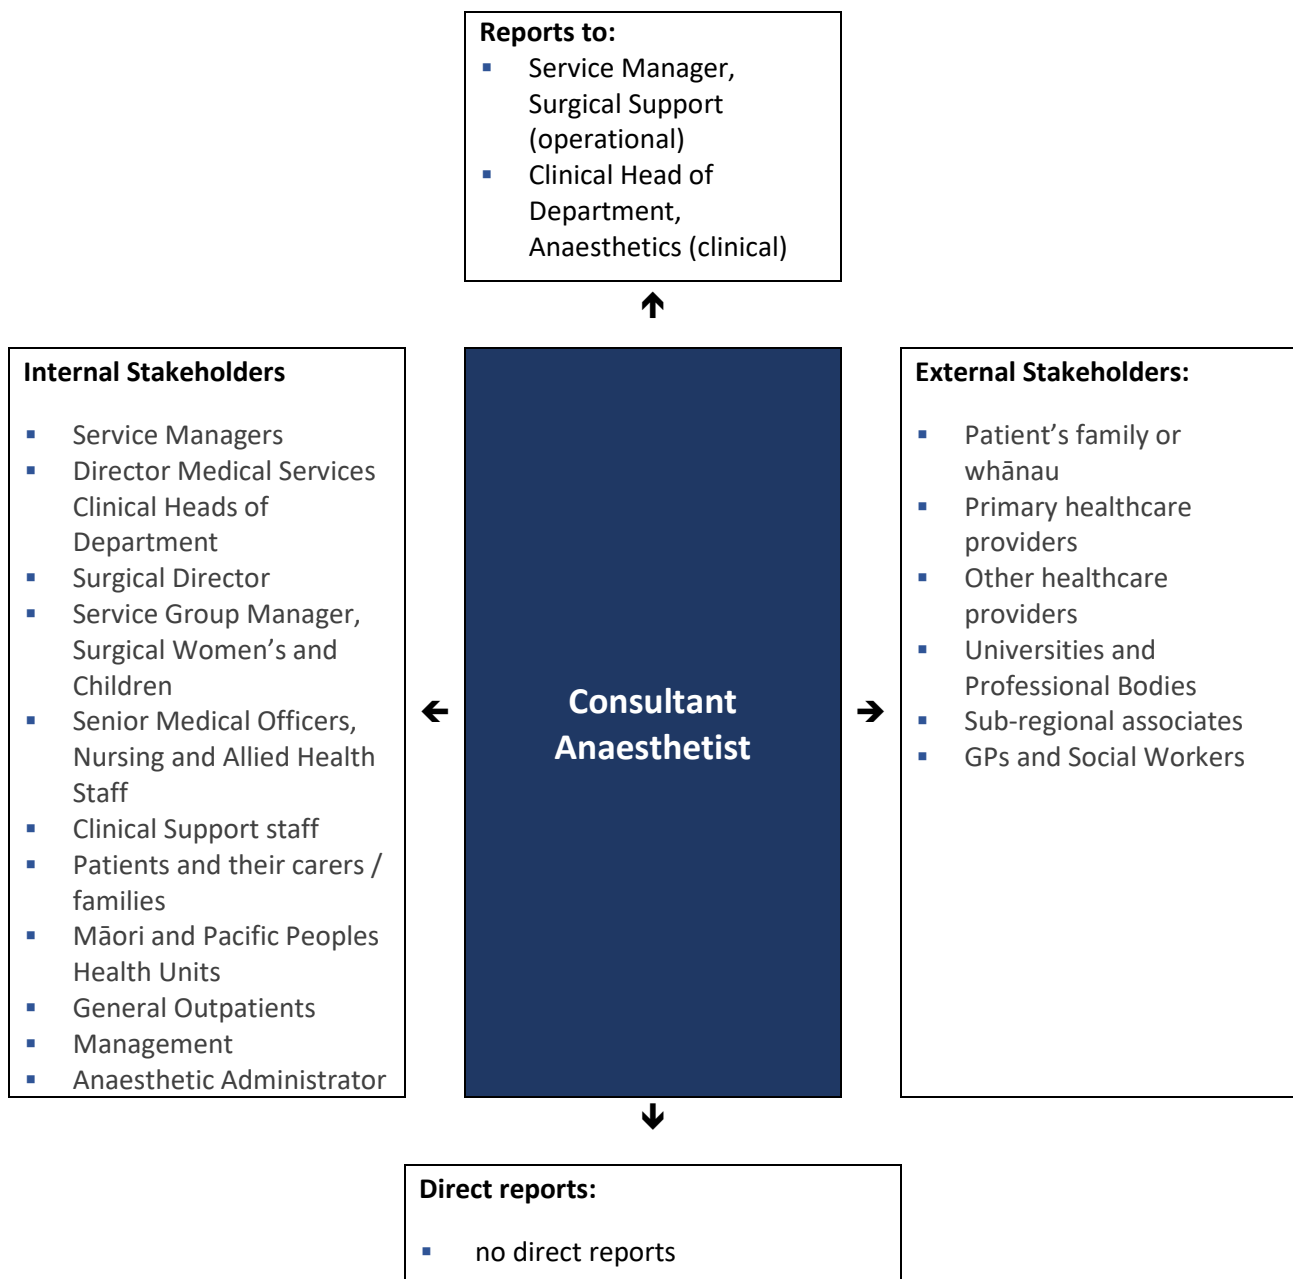 Reports to:
▪ Service Manager,
Surgical Support
(operational)
▪ Clinical Head of
Department,
Anaesthetics (clinical)
Internal Stakeholders
▪ Service Managers
▪ Director Medical Services
Clinical Heads of
Department
▪ Surgical Director
▪ Service Group Manager,
Surgical Women’s and
Children
▪ Senior Medical Officers,
Nursing and Allied Health
Staff
▪ Clinical Support staff
▪ Patients and their carers /
families
▪ Māori and Pacific Peoples
Health Units
▪ General Outpatients
▪ Management
▪ Anaesthetic Administrator
Consultant
Anaesthetist
External Stakeholders:
▪ Patient’s family or
whānau
▪ Primary healthcare
providers
▪ Other healthcare
providers
▪ Universities and
Professional Bodies
▪ Sub-regional associates
▪ GPs and Social Workers
Direct reports:
▪ no direct reports